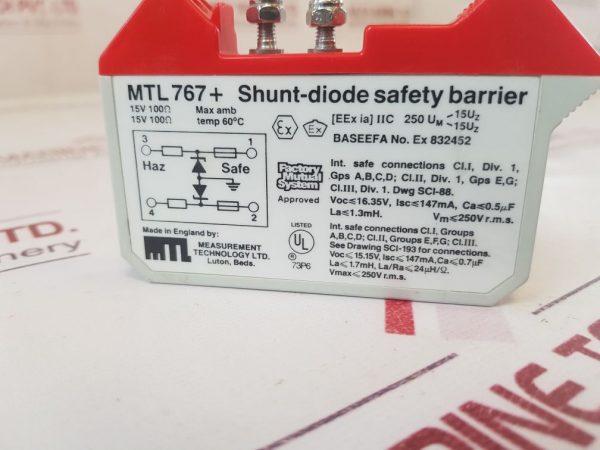 MTL 767+ Shunt-diode safety barrier
15V 100Ω Max amb
15V 100Ω temp 60°C
3 1
Haz Safe
4 2
Ex Ex [EEx ia] IIC 250 UM ~15Uz
~15Uz
BASEEFA No. Ex 832452
Factory Mutual System
Approved
Int. safe connections Cl.I, Div. 1,
Gps A,B,C,D; Cl.II, Div. 1, Gps E,G;
Cl.III, Div. 1. Dwg SCI-88.
Voc≤16.35V, Isc≤147mA, Ca≤0.5µF
La≤1.3mH. Vm≤250V r.m.s.
Made in England by:
MTL MEASUREMENT
TECHNOLOGY LTD.
Luton, Beds.
LISTED
UL
73P6
Int. safe connections Cl.I, Groups
A,B,C,D; Cl.II, Groups E,F,G; Cl.III.
See Drawing SCI-193 for connections.
Voc≤15.15V, Isc≤147mA, Ca≤0.7µF
La≤1.7mH, La/Ra≤24µH/Ω.
Vmax≤250V r.m.s.